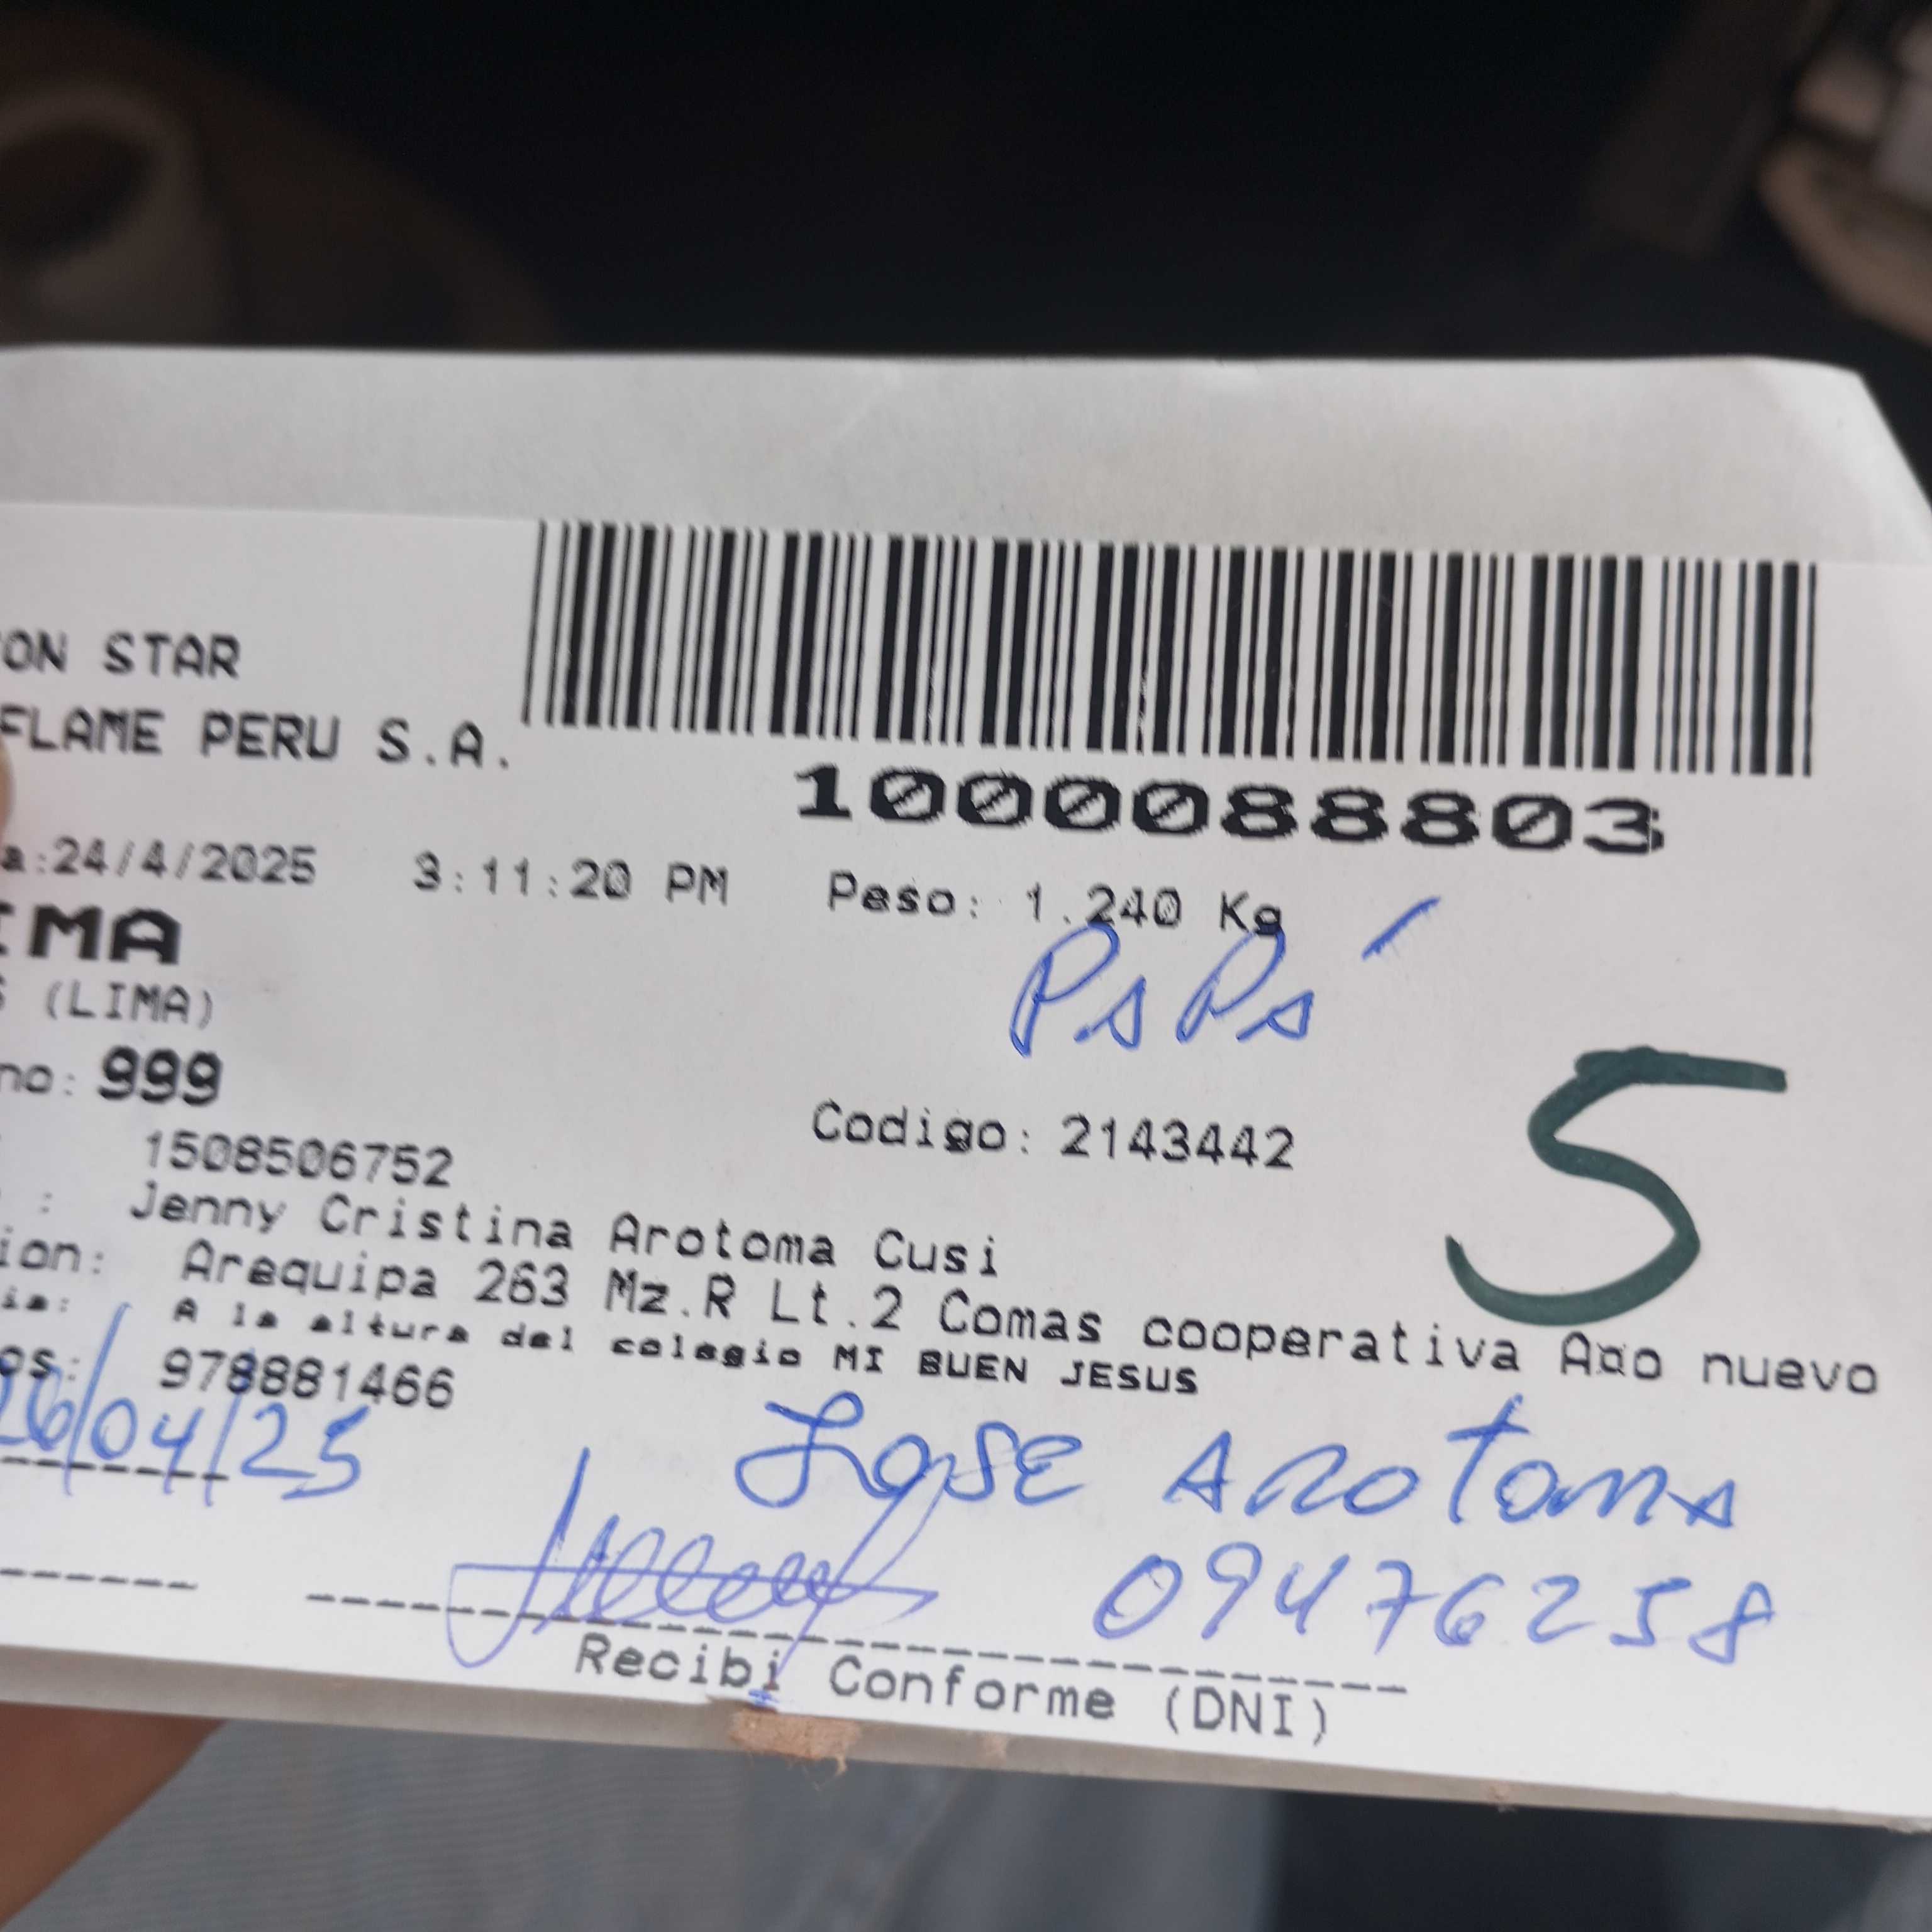 ON STAR
FLAME PERU S.A.
1000088803
a:24/4/2025 3:11:20 PM Peso: 1.240 Kg
IMA
PAPÁ
S (LIMA)
no: 999
5
Codigo: 2143442
1508506752
: Jenny Cristina Arotoma Cusi
ion: Arequipa 263 Mz.R Lt.2 Comas cooperativa Año nuevo
ia: A la altura del colegio MI BUEN JESUS
os: 978881466
26/04/25
JOSE AROTOMA
09476258
Recibi Conforme (DNI)